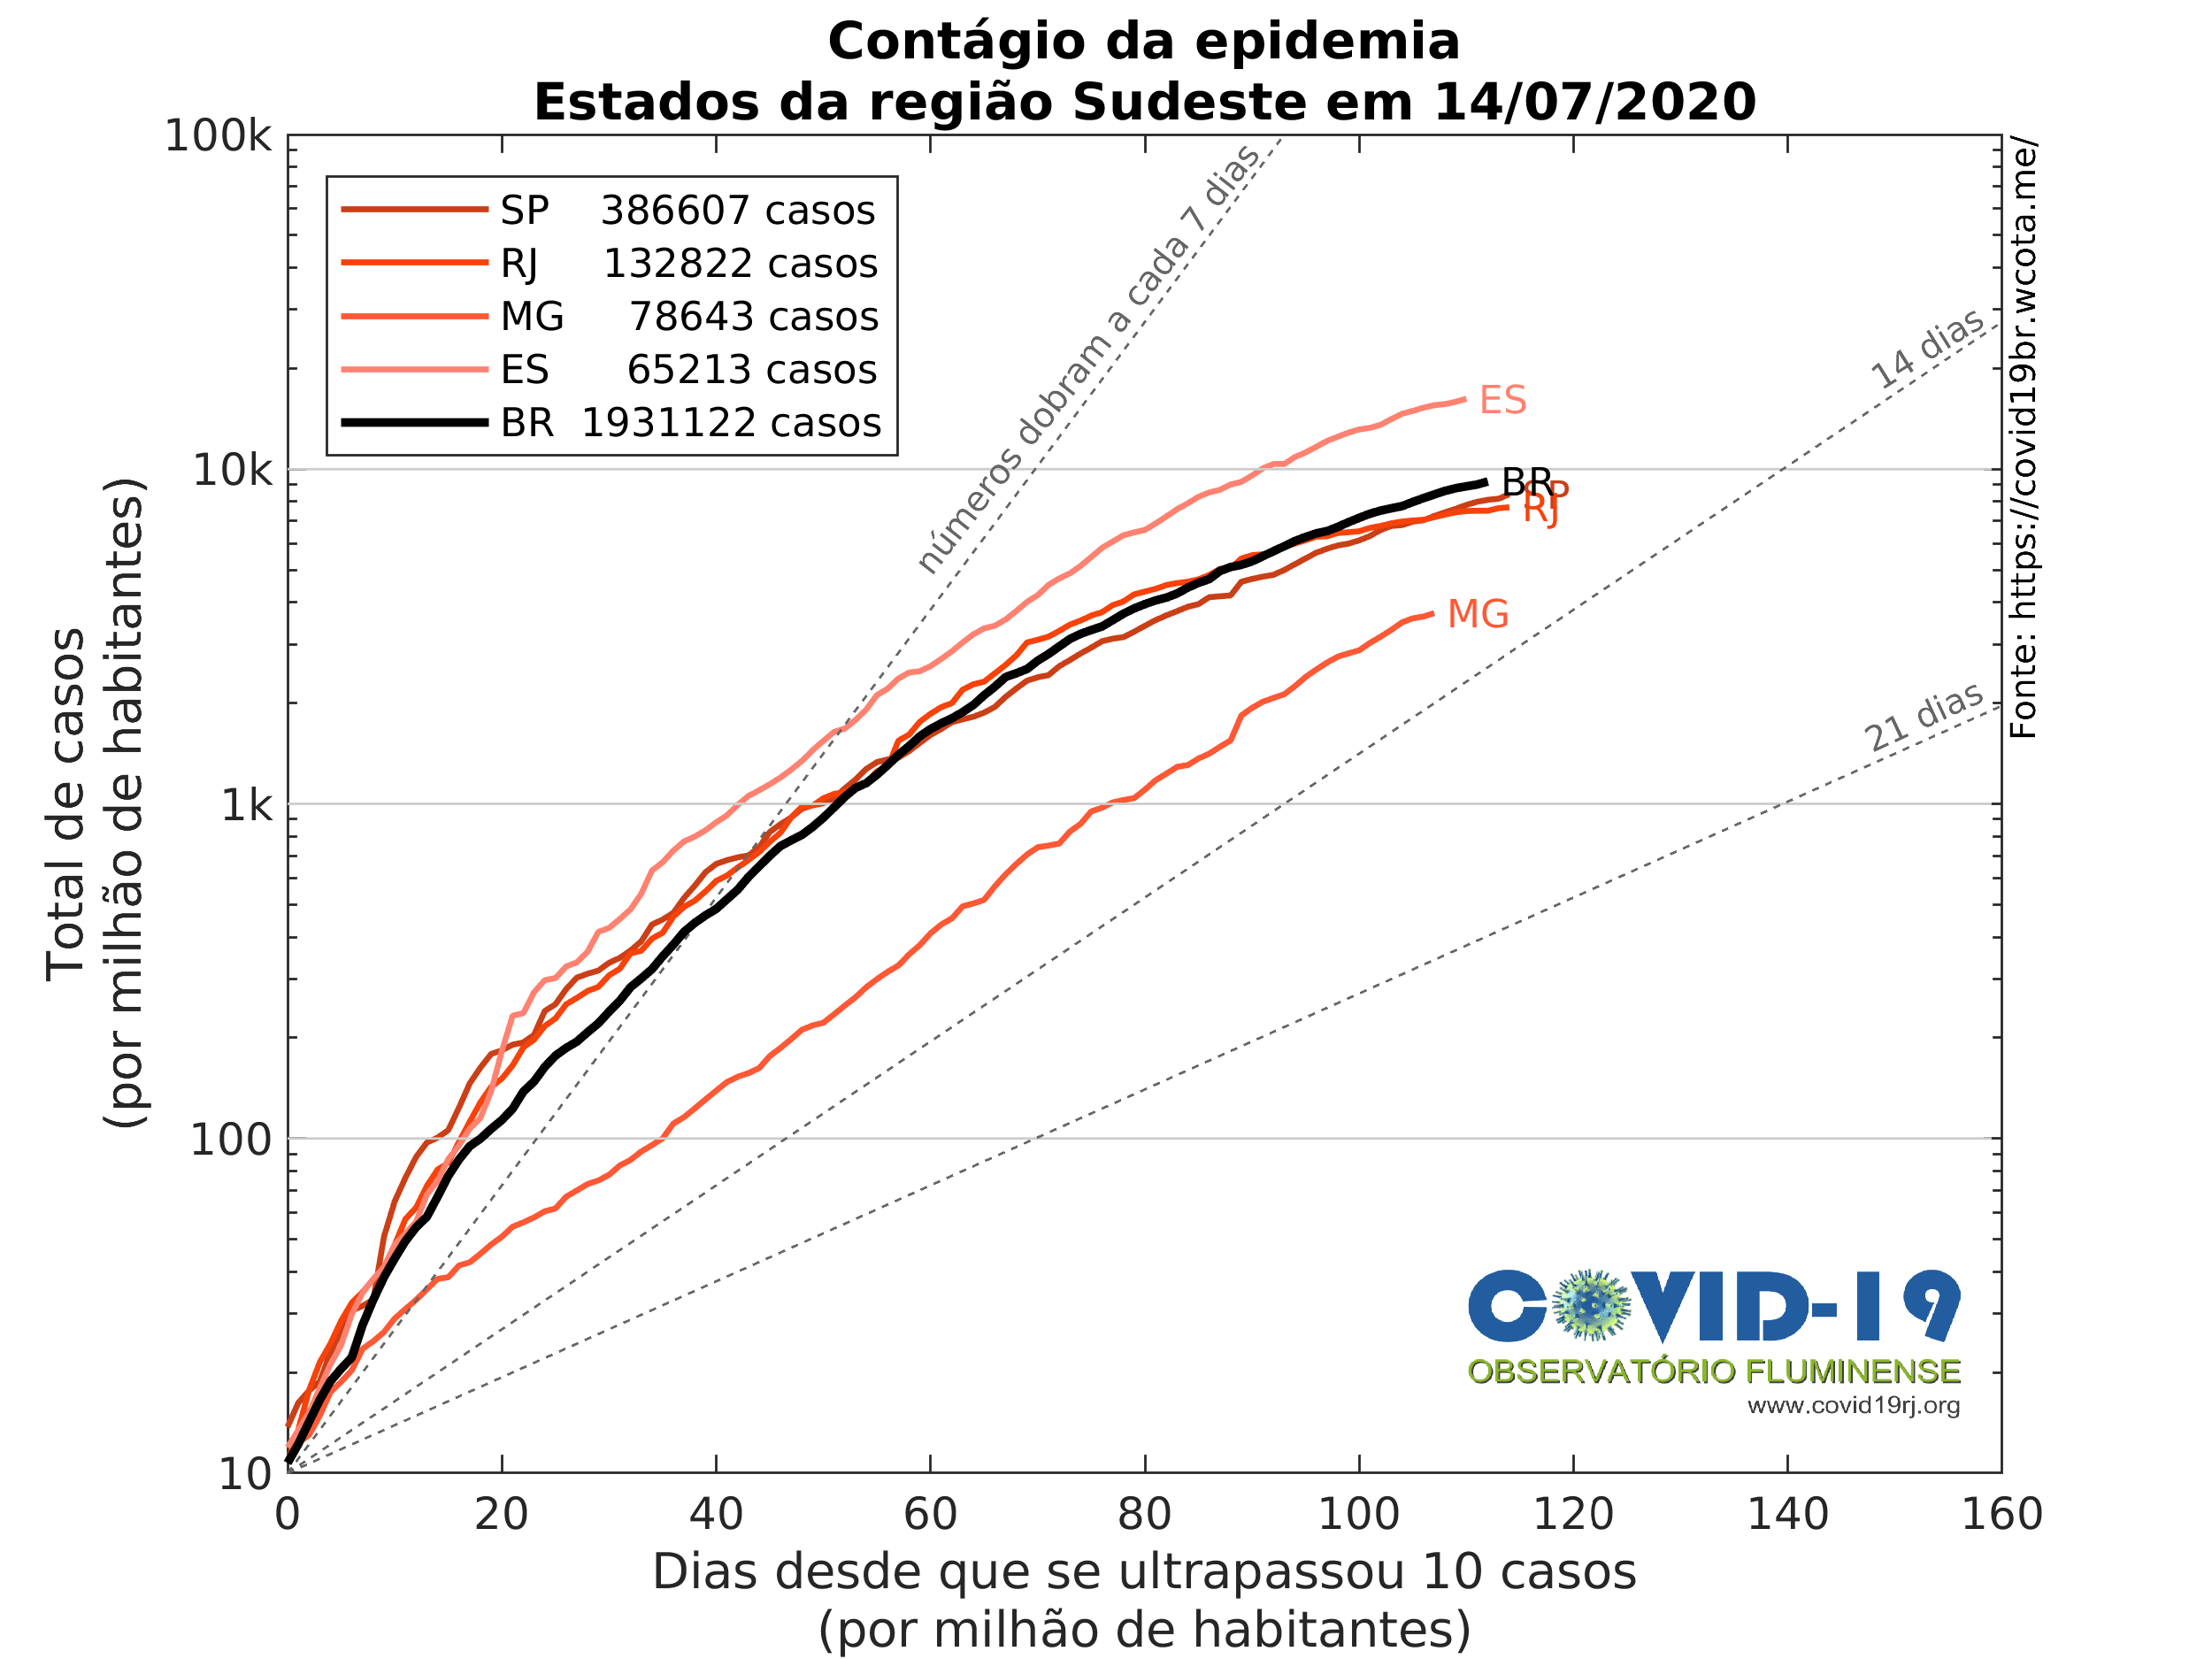 Contágio da epidemia
Estados da região Sudeste em 14/07/2020
100k
10k
1k
100
10
Total de casos
(por milhão de habitantes)
SP 386607 casos
RJ 132822 casos
MG 78643 casos
ES 65213 casos
BR 1931122 casos
números dobram a cada 7 dias
14 dias
21 dias
ES
BR
SP
RJ
MG
Fonte: https://covid19br.wcota.me/
COVID-19
OBSERVATÓRIO FLUMINENSE
www.covid19rj.org
0 20 40 60 80 100 120 140 160
Dias desde que se ultrapassou 10 casos
(por milhão de habitantes)